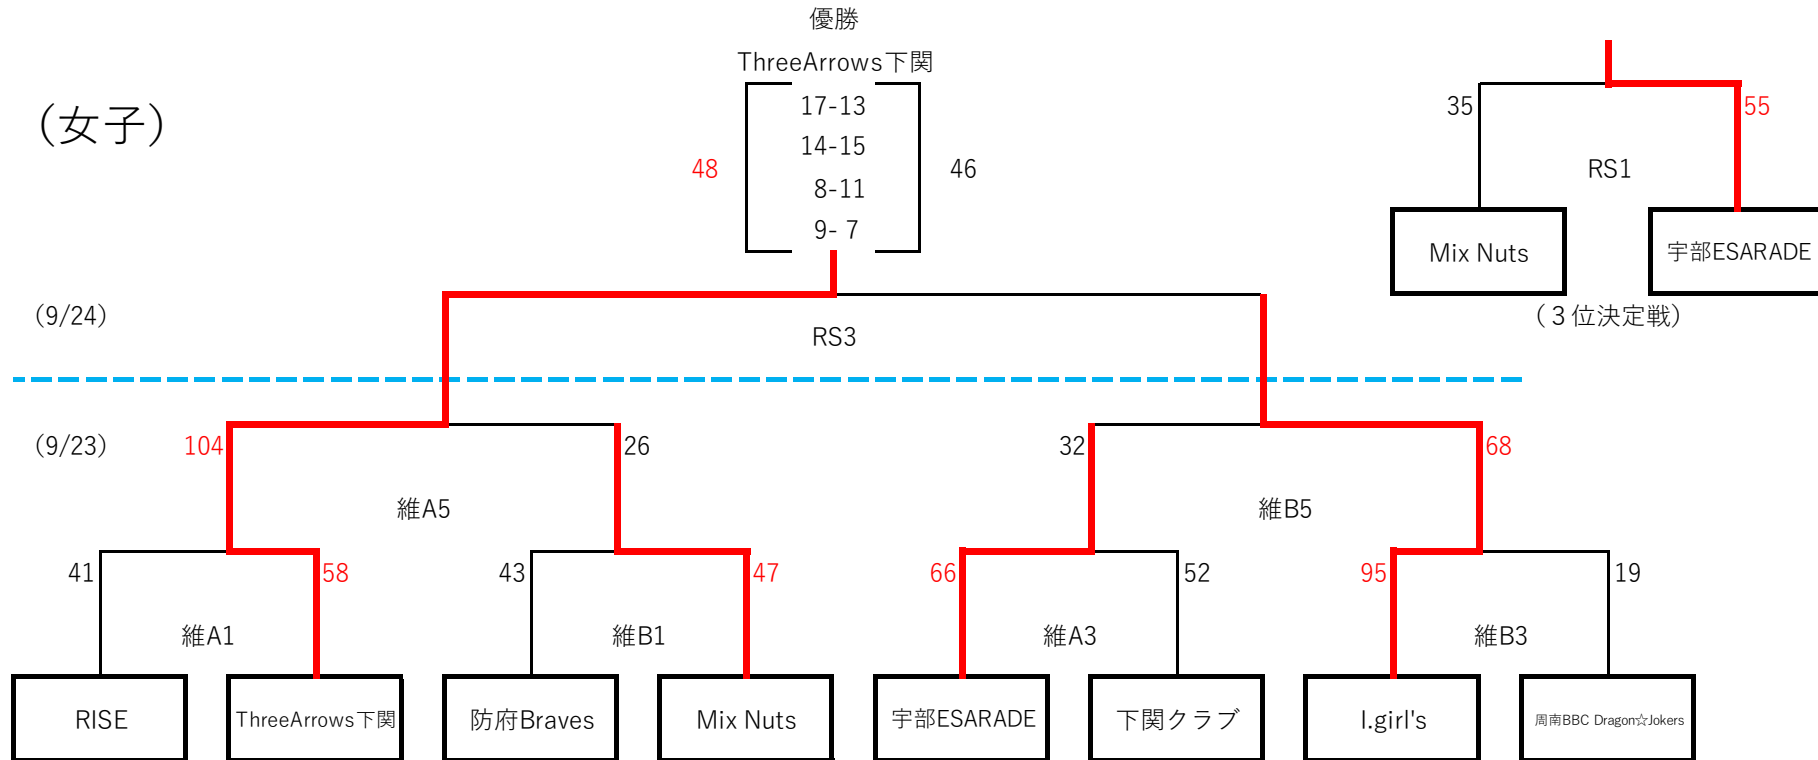 優勝
ThreeArrows下関
(女子)
17-13
14-15
8-11
9- 7
48
46
35
55
RS1
Mix Nuts
宇部ESARADE
(３位決定戦)
(9/24)
RS3
(9/23)
104
26
32
68
維A5
維B5
41
58
43
47
66
52
95
19
維A1
維B1
維A3
維B3
RISE
ThreeArrows下関
防府Braves
Mix Nuts
宇部ESARADE
下関クラブ
I.girl's
周南BBC Dragon☆Jokers